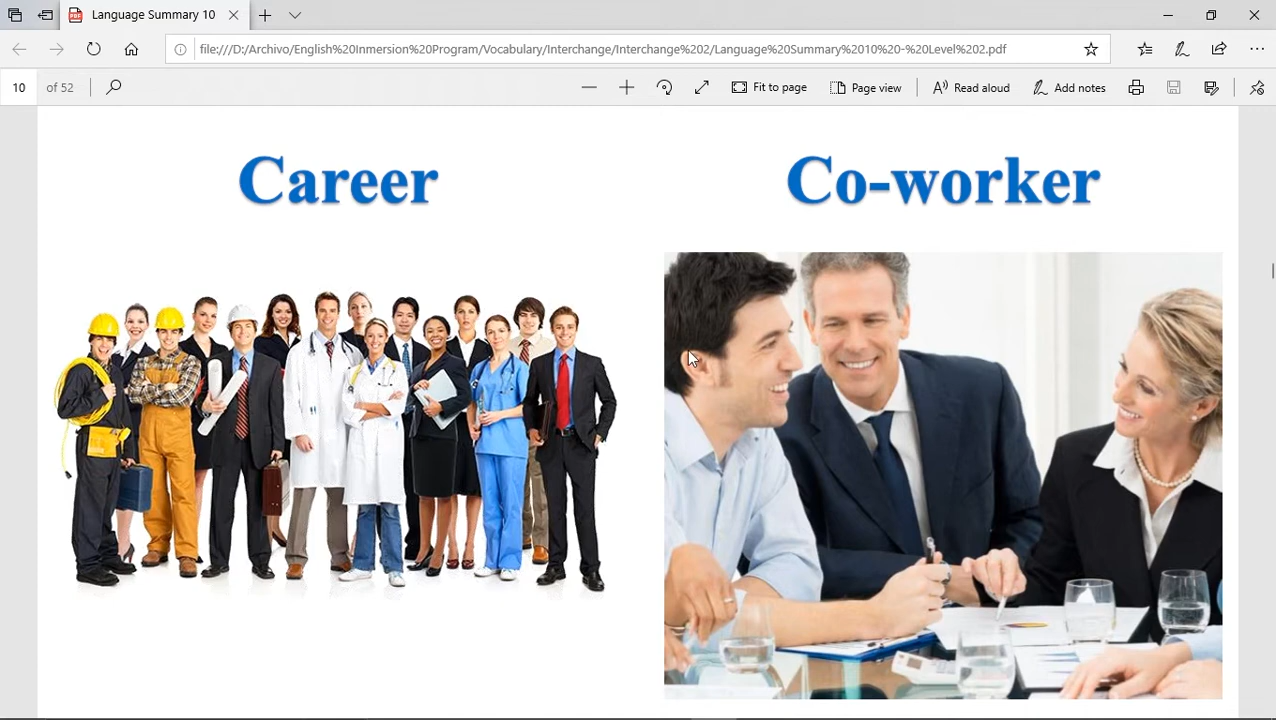 Language Summary 10
file:///D:/Archivo/English%20Inmersion%20Program/Vocabulary/Interchange/Interchange%202/Language%20Summary%2010%20-%20Level%202.pdf
10 of 52
Fit to page
Page view
Read aloud
Add notes
Career
Co-worker